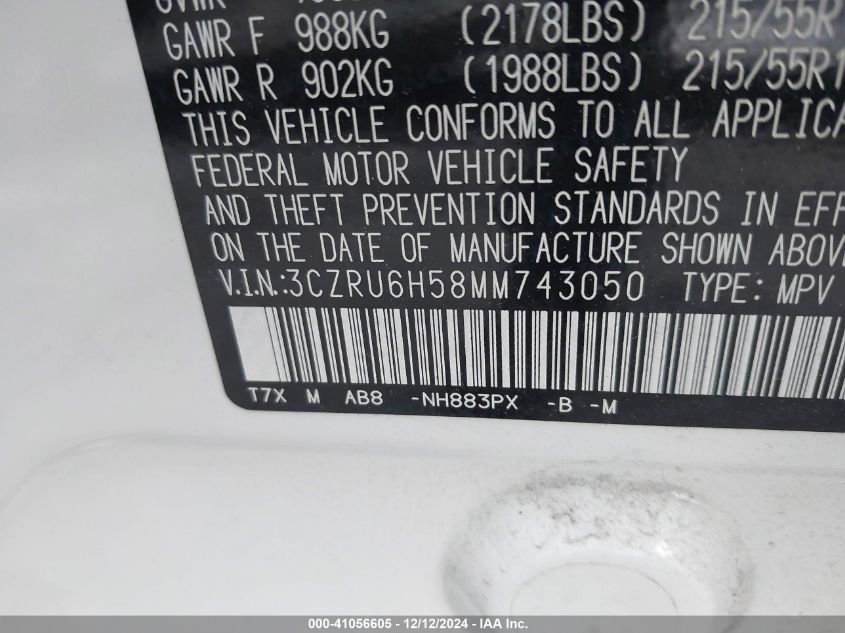 GAWR F 988KG (2178LBS) 215/55R1
GAWR R 902KG (1988LBS) 215/55R1
THIS VEHICLE CONFORMS TO ALL APPLICA
FEDERAL MOTOR VEHICLE SAFETY
AND THEFT PREVENTION STANDARDS IN EFF
ON THE DATE OF MANUFACTURE SHOWN ABOV
V.I.N.:3CZRU6H58MM743050 TYPE: MPV
T7X M AB8 -NH883PX -B -M
000-41056605 - 12/12/2024 - IAA Inc.